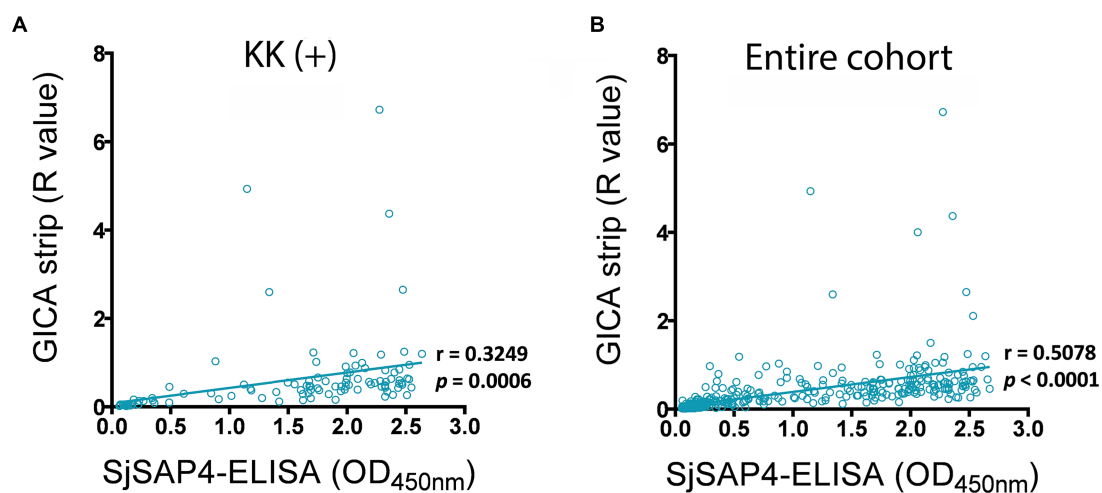 A
KK (+)
GICA strip (R value)
8
6
4
2
0
0.0 0.5 1.0 1.5 2.0 2.5 3.0
r = 0.3249
p = 0.0006
SjSAP4-ELISA (OD450nm)
B
Entire cohort
GICA strip (R value)
8
6
4
2
0
0.0 0.5 1.0 1.5 2.0 2.5 3.0
r = 0.5078
p < 0.0001
SjSAP4-ELISA (OD450nm)